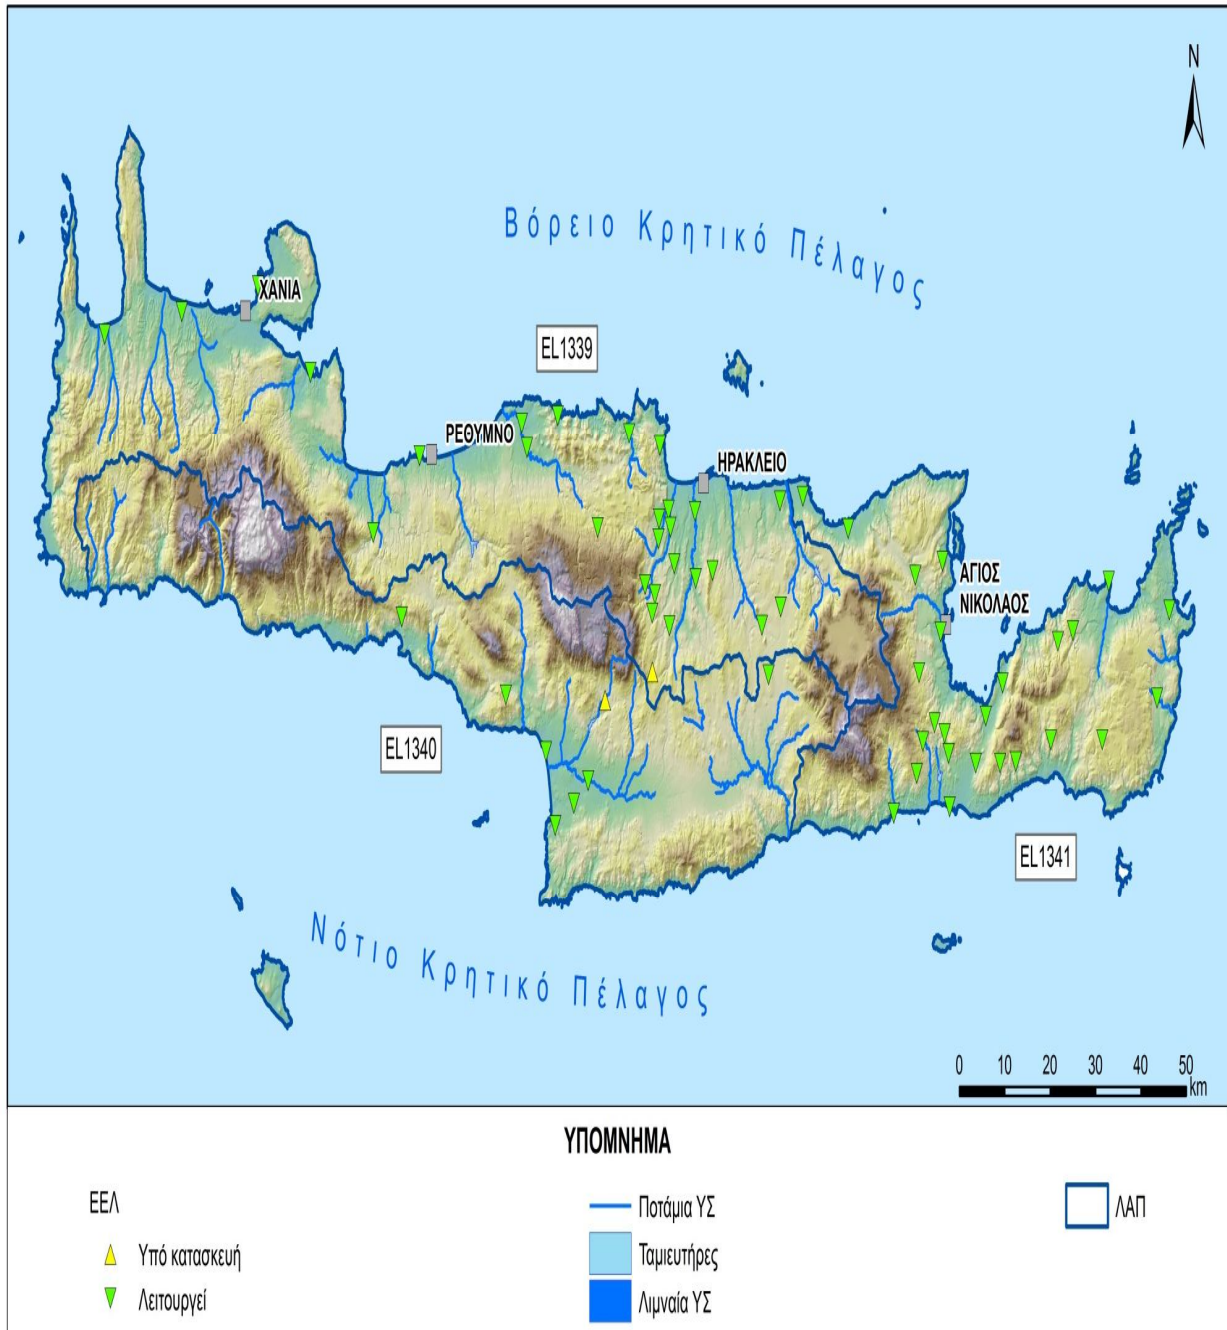 N
Βόρειο Κρητικό Πέλαγος
ΧΑΝΙΑ
EL1339
ΡΕΘΥΜΝΟ
ΗΡΑΚΛΕΙΟ
ΑΓΙΟΣ
ΝΙΚΟΛΑΟΣ
EL1340
EL1341
Νότιο Κρητικό Πέλαγος
0 10 20 30 40 50
km
ΥΠΟΜΝΗΜΑ
ΕΕΛ
Υπό κατασκευή
Λειτουργεί
Ποτάμια ΥΣ
Ταμιευτήρες
Λιμναία ΥΣ
ΛΑΠ